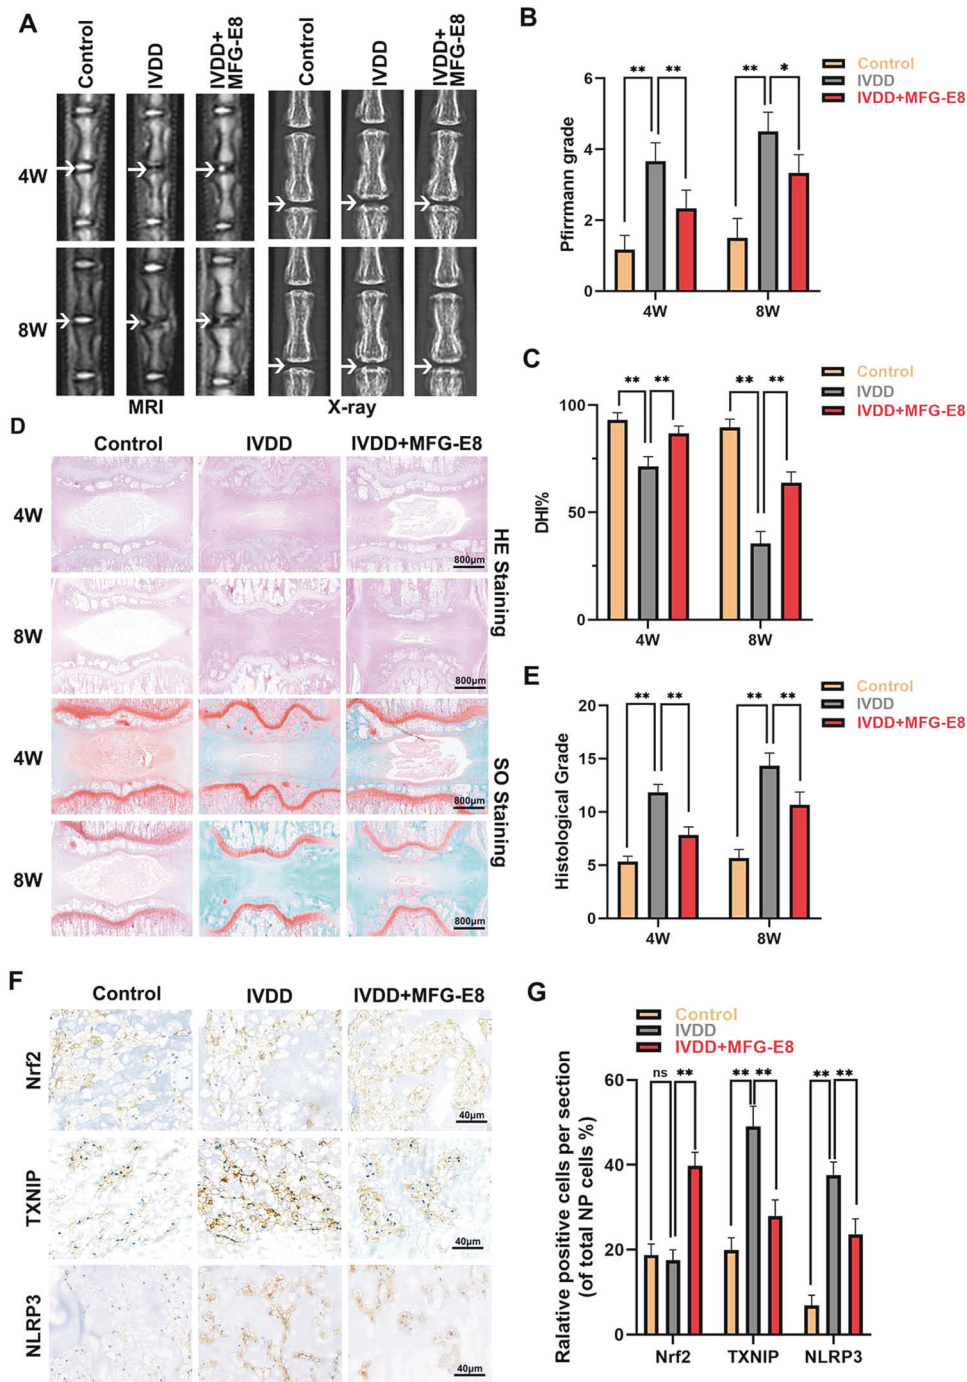 A
Control
IVDD
IVDD+
MFG-E8
Control
IVDD
IVDD+
MFG-E8
4W
8W
MRI
X-ray
B
Control
IVDD
IVDD+MFG-E8
Pfirrmann grade
6
4
2
0
**
**
**
*
4W
8W
C
Control
IVDD
IVDD+MFG-E8
DHI%
100
50
0
**
**
**
**
4W
8W
D
Control
IVDD
IVDD+MFG-E8
4W
800μm
8W
800μm
HE Staining
4W
800μm
8W
800μm
SO Staining
E
Control
IVDD
IVDD+MFG-E8
Histological Grade
20
15
10
5
0
**
**
**
**
4W
8W
F
Control
IVDD
IVDD+MFG-E8
Nrf2
40μm
TXNIP
40μm
NLRP3
40μm
G
Control
IVDD
IVDD+MFG-E8
Ralative positive cells per section
(of total NP cells %)
60
40
20
0
ns
**
**
**
**
**
Nrf2
TXNIP
NLRP3